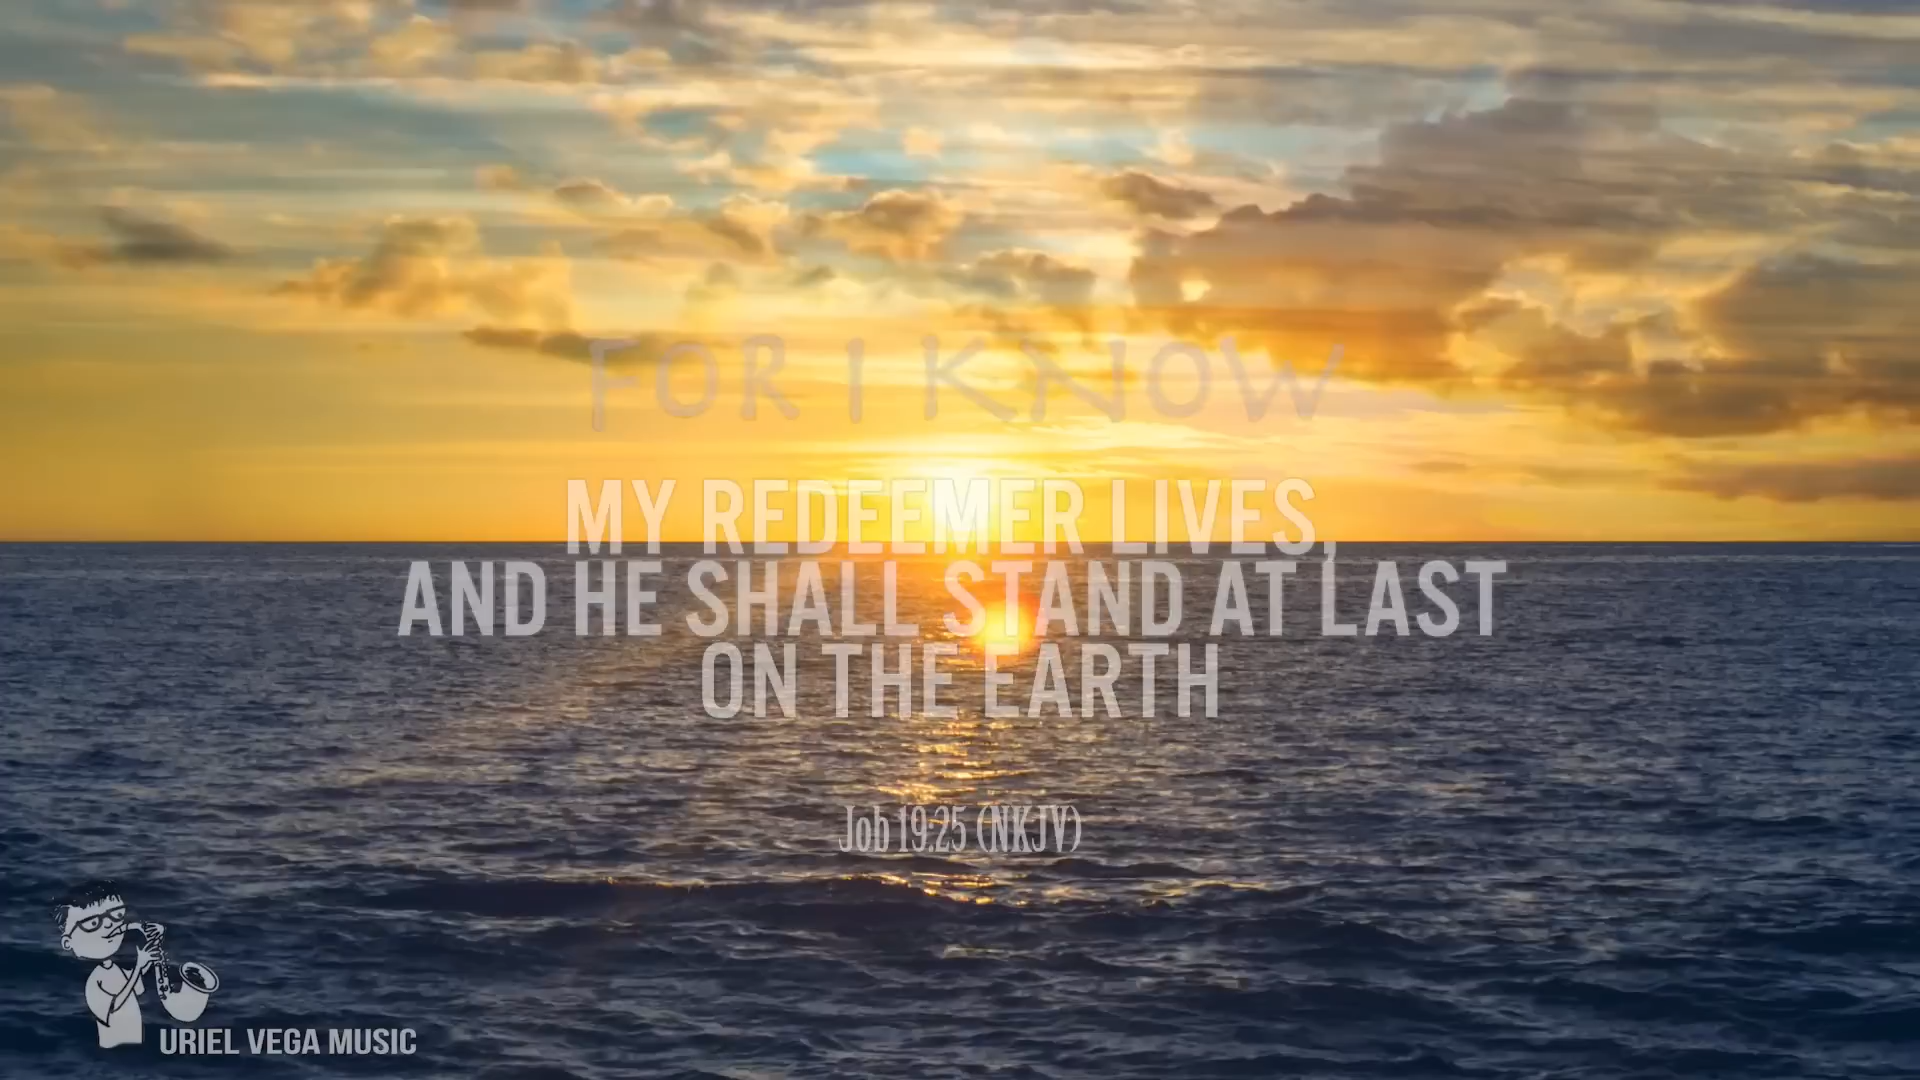 FOR I KNOW
MY REDEEMER LIVES,
AND HE SHALL STAND AT LAST
ON THE EARTH
Job 19:25 (NKJV)
URIEL VEGA MUSIC